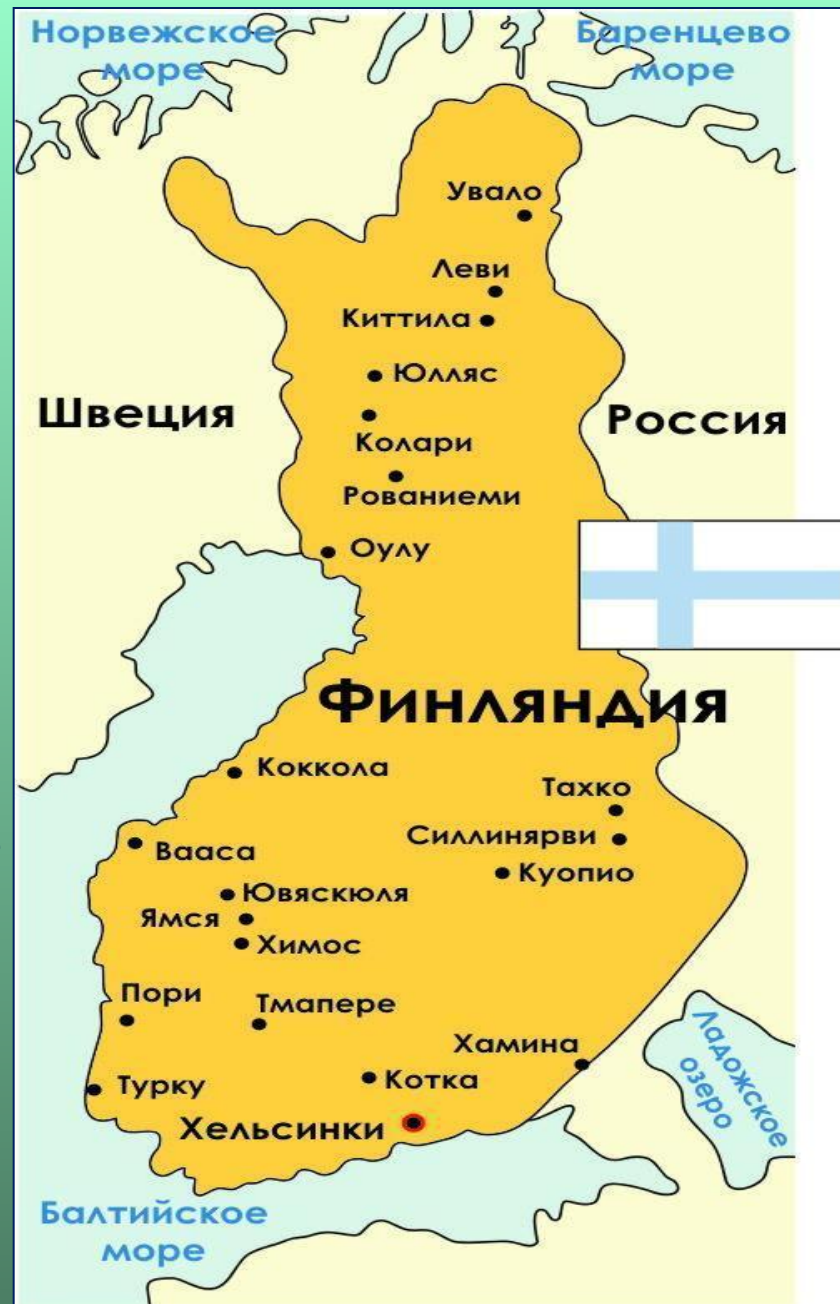 Норвежское
море
Баренцево
море
Увало
Леви
Киттила
Юлляс
Швеция
Россия
Колари
Рованиеми
Оулу
Финляндия
Коккола
Тахко
Силлинярви
Вааса
Куопио
Ювяскюля
Ямся
Химос
Пори
Тмапере
Хамина
Ладожское
озеро
Турку
Котка
Хельсинки
Балтийское
море